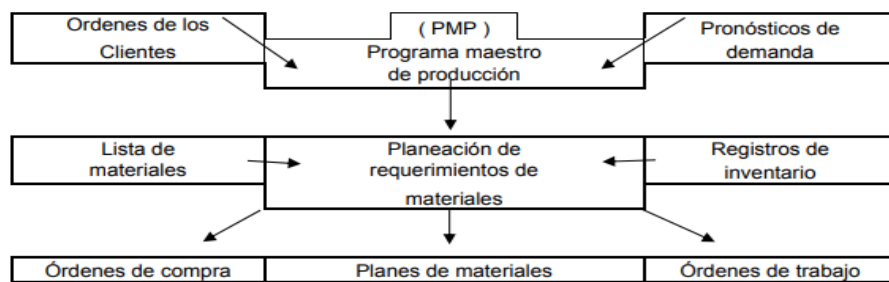 Ordenes de los
Clientes
( PMP )
Programa maestro
de producción
Pronósticos de
demanda
Lista de
materiales
Planeación de
requerimientos de
materiales
Registros de
inventario
Órdenes de compra
Planes de materiales
Órdenes de trabajo